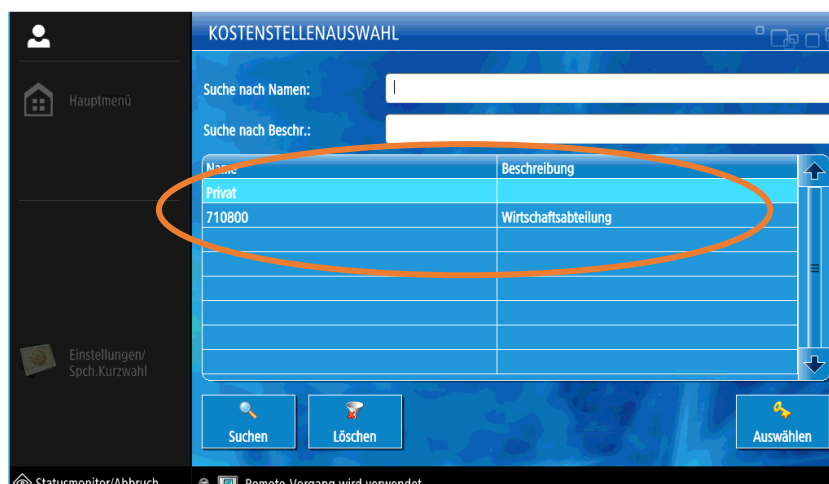 KOSTENSTELLENAUSWAHL
Hauptmenü
Suche nach Namen:
Suche nach Beschr.:
Name Beschreibung
Privat
710800 Wirtschaftsabteilung
Einstellungen/
Spch.Kurzwahl
Suchen Löschen Auswählen
Statusmonitor/Abbruch Remote-Vorgang wird verwendet